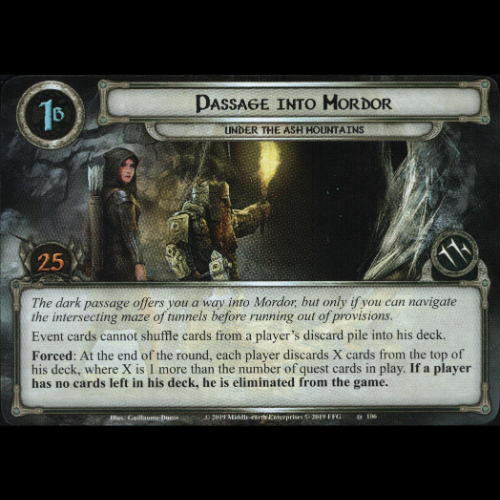 1B
PASSAGE INTO MORDOR
UNDER THE ASH MOUNTAINS
25
The dark passage offers you a way into Mordor, but only if you can navigate
the intersecting maze of tunnels before running out of provisions.
Event cards cannot shuffle cards from a player's discard pile into his deck.
Forced: At the end of the round, each player discards X cards from the top of
his deck, where X is 1 more than the number of quest cards in play. If a player
has no cards left in his deck, he is eliminated from the game.
Illus. Guillaume Ducos © 2019 Middle-earth Enterprises © 2019 FFG 106